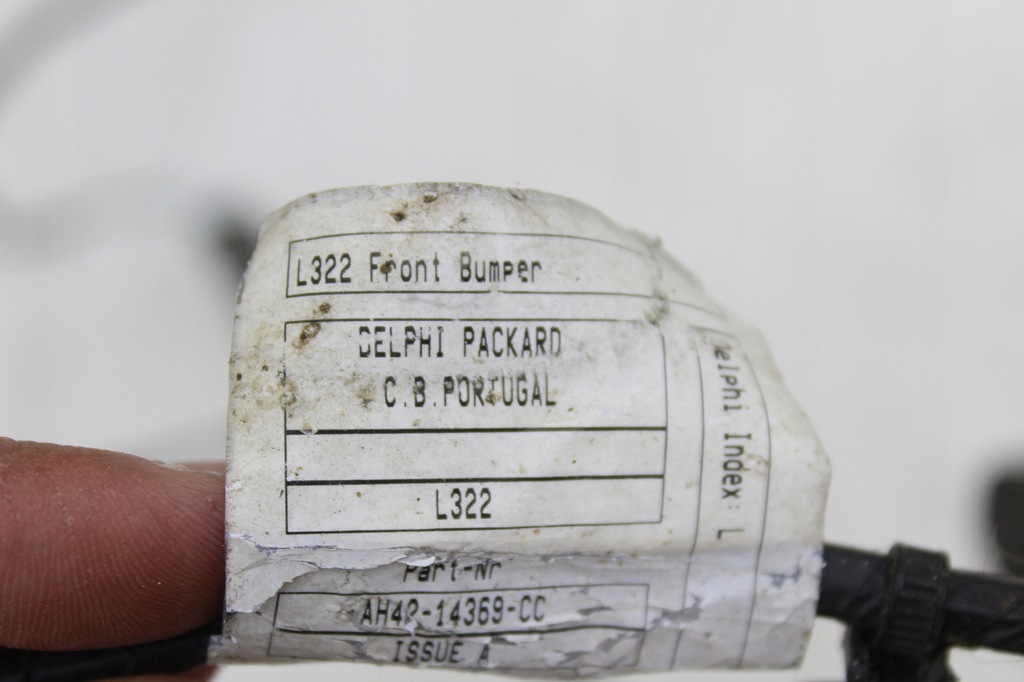 L322 Front Bumper
DELPHI PACKARD
C.B.PORTUGAL
L322
Part-Nr
AH42-14369-CC
ISSUE A
Delphi Index: L